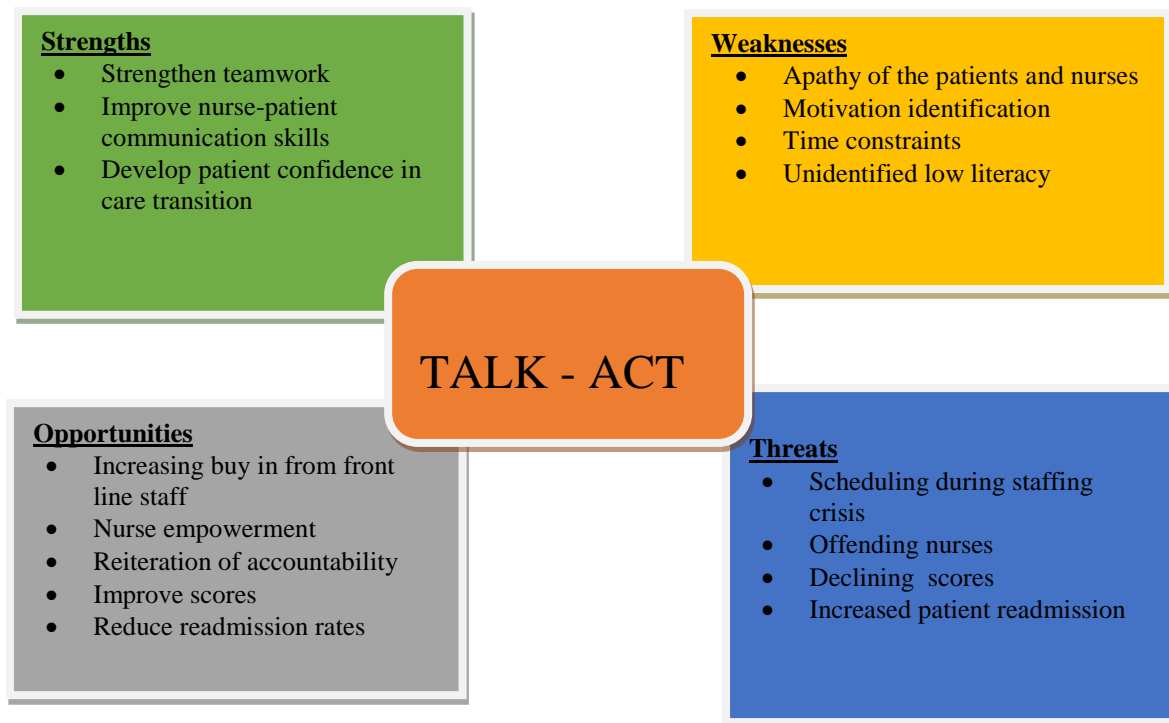 Strengths
• Strengthen teamwork
• Improve nurse-patient
communication skills
• Develop patient confidence in
care transition
Weaknesses
• Apathy of the patients and nurses
• Motivation identification
• Time constraints
• Unidentified low literacy
TALK - ACT
Opportunities
• Increasing buy in from front
line staff
• Nurse empowerment
• Reiteration of accountability
• Improve scores
• Reduce readmission rates
Threats
• Scheduling during staffing
crisis
• Offending nurses
• Declining  scores
• Increased patient readmission